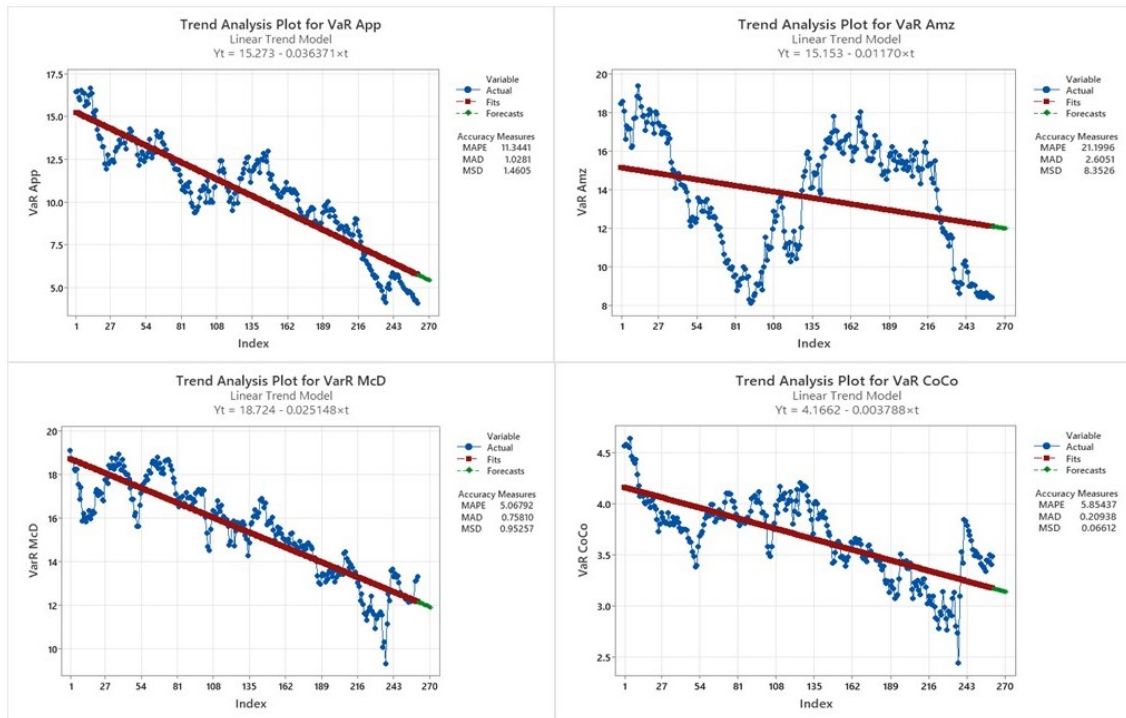 Trend Analysis Plot for VaR App
Linear Trend Model
Yt = 15.273 - 0.036371×t
17.5
15.0
12.5
10.0
7.5
5.0
VaR App
1 27 54 81 108 135 162 189 216 243 270
Index
Variable
Actual
Fits
Forecasts
Accuracy Measures
MAPE 11.3441
MAD 1.0281
MSD 1.4605
Trend Analysis Plot for VaR Amz
Linear Trend Model
Yt = 15.153 - 0.01170×t
20
18
16
14
12
10
8
VaR Amz
1 27 54 81 108 135 162 189 216 243 270
Index
Variable
Actual
Fits
Forecasts
Accuracy Measures
MAPE 21.1996
MAD 2.6051
MSD 8.3526
Trend Analysis Plot for VarR McD
Linear Trend Model
Yt = 18.724 - 0.025148×t
20
18
16
14
12
10
VarR McD
1 27 54 81 108 135 162 189 216 243 270
Index
Variable
Actual
Fits
Forecasts
Accuracy Measures
MAPE 5.06792
MAD 0.75810
MSD 0.95257
Trend Analysis Plot for VaR CoCo
Linear Trend Model
Yt = 4.1662 - 0.003788×t
4.5
4.0
3.5
3.0
2.5
VaR CoCo
1 27 54 81 108 135 162 189 216 243 270
Index
Variable
Actual
Fits
Forecasts
Accuracy Measures
MAPE 5.85437
MAD 0.20938
MSD 0.06612